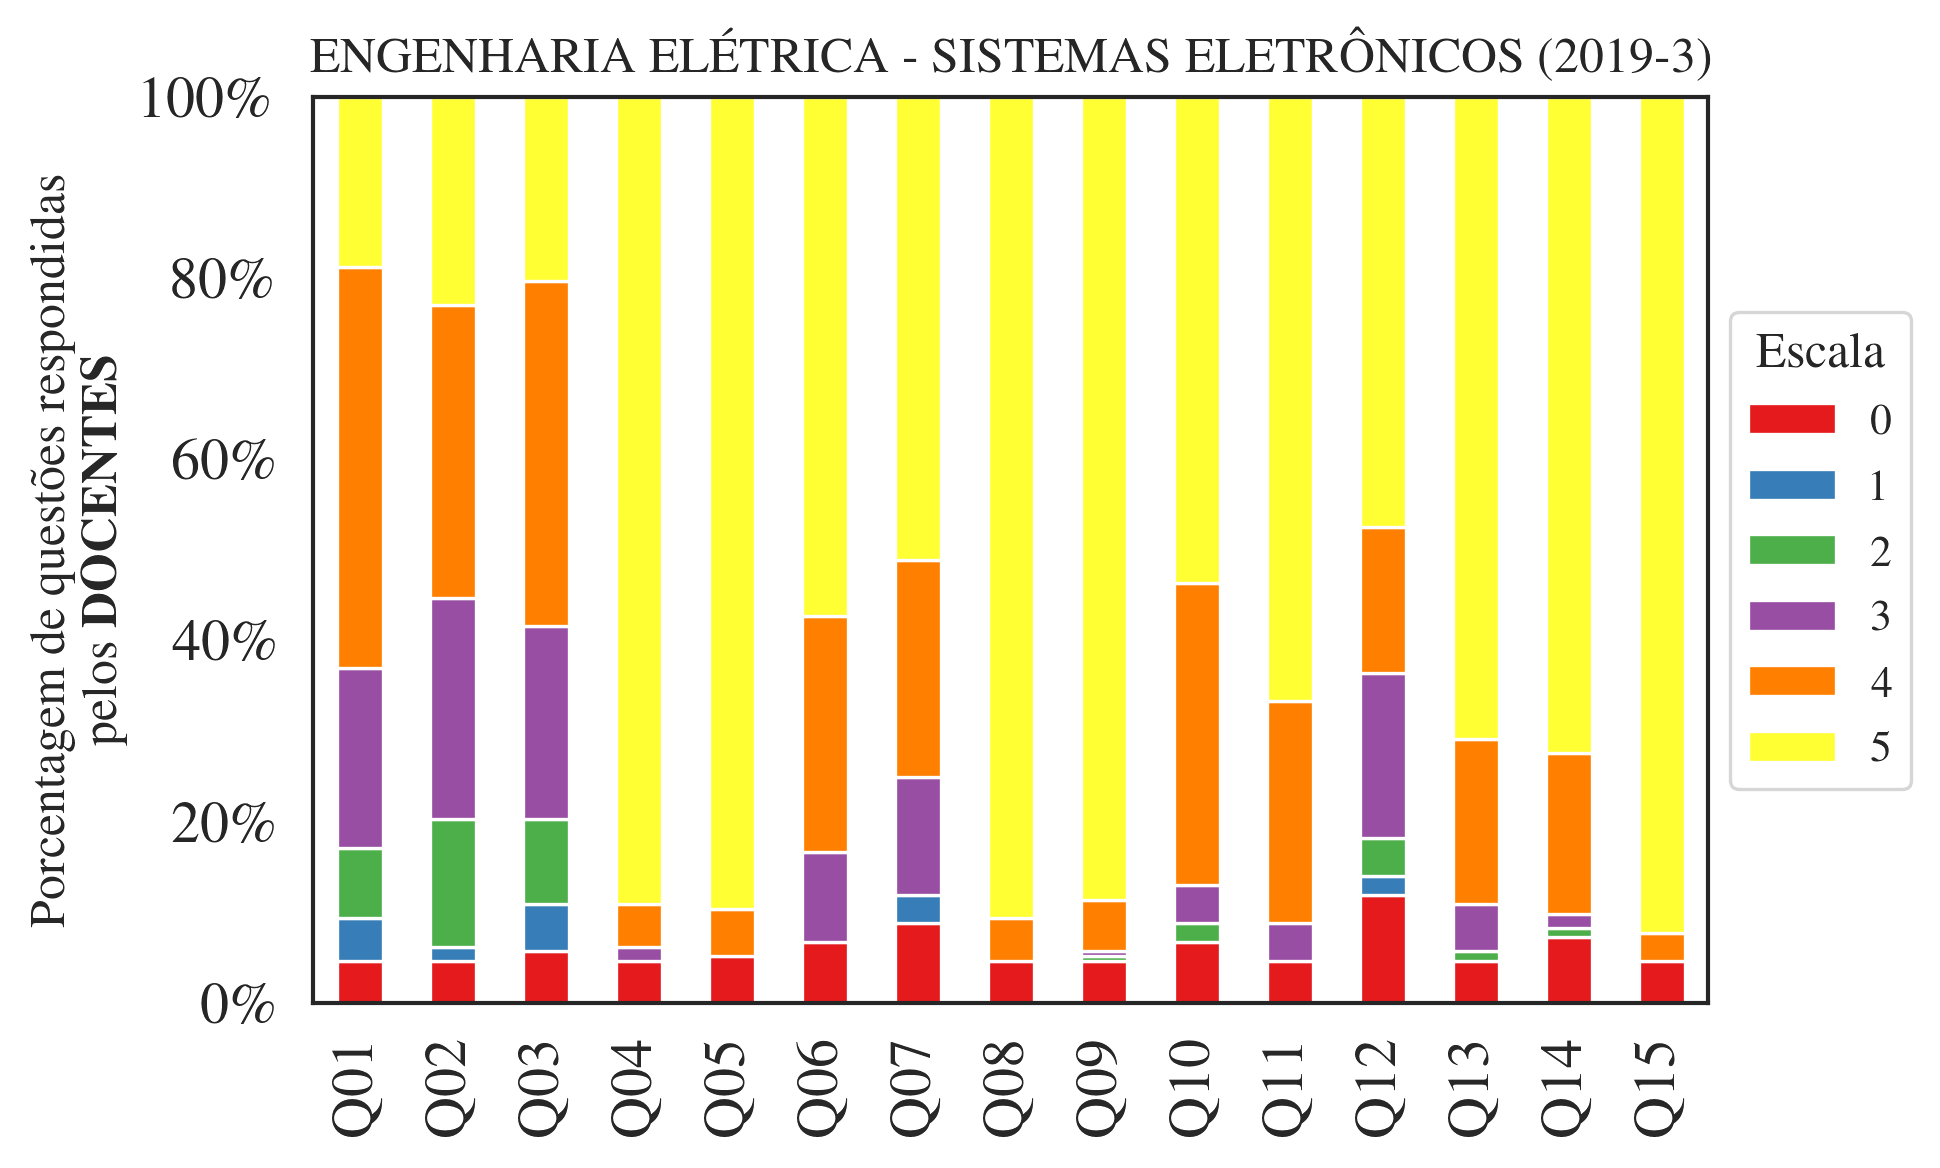 ENGENHARIA ELÉTRICA - SISTEMAS ELETRÔNICOS (2019-3)
Porcentagem de questões respondidas
pelos DOCENTES
100%
80%
60%
40%
20%
0%
Q01
Q02
Q03
Q04
Q05
Q06
Q07
Q08
Q09
Q10
Q11
Q12
Q13
Q14
Q15
Escala
0
1
2
3
4
5